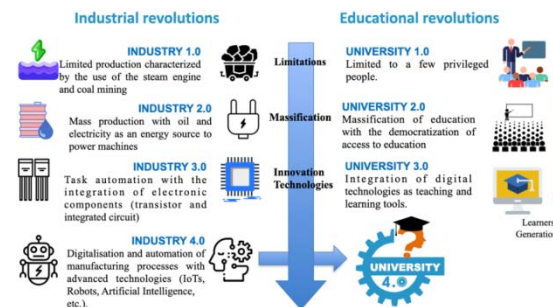 Industrial revolutions
Educational revolutions
INDUSTRY 1.0
Limited production characterized
by the use of the steam engine
and coal mining
Limitations
UNIVERSITY 1.0
Limited to a few privileged
people.
INDUSTRY 2.0
Mass production with oil and
electricity as an energy source to
power machines
Massification
UNIVERSITY 2.0
Massification of education
with the democratization of
access to education
INDUSTRY 3.0
Task automation with the
integration of electronic
components (transistor and
integrated circuit)
Innovation
Technologies
UNIVERSITY 3.0
Integration of digital
technologies as teaching and
learning tools.
Learners
Generation
INDUSTRY 4.0
Digitalisation and automation of
manufacturing processes with
advanced technologies (IoTs,
Robots, Artificial Intelligence,
etc.).
?
UNIVERSITY
4.0